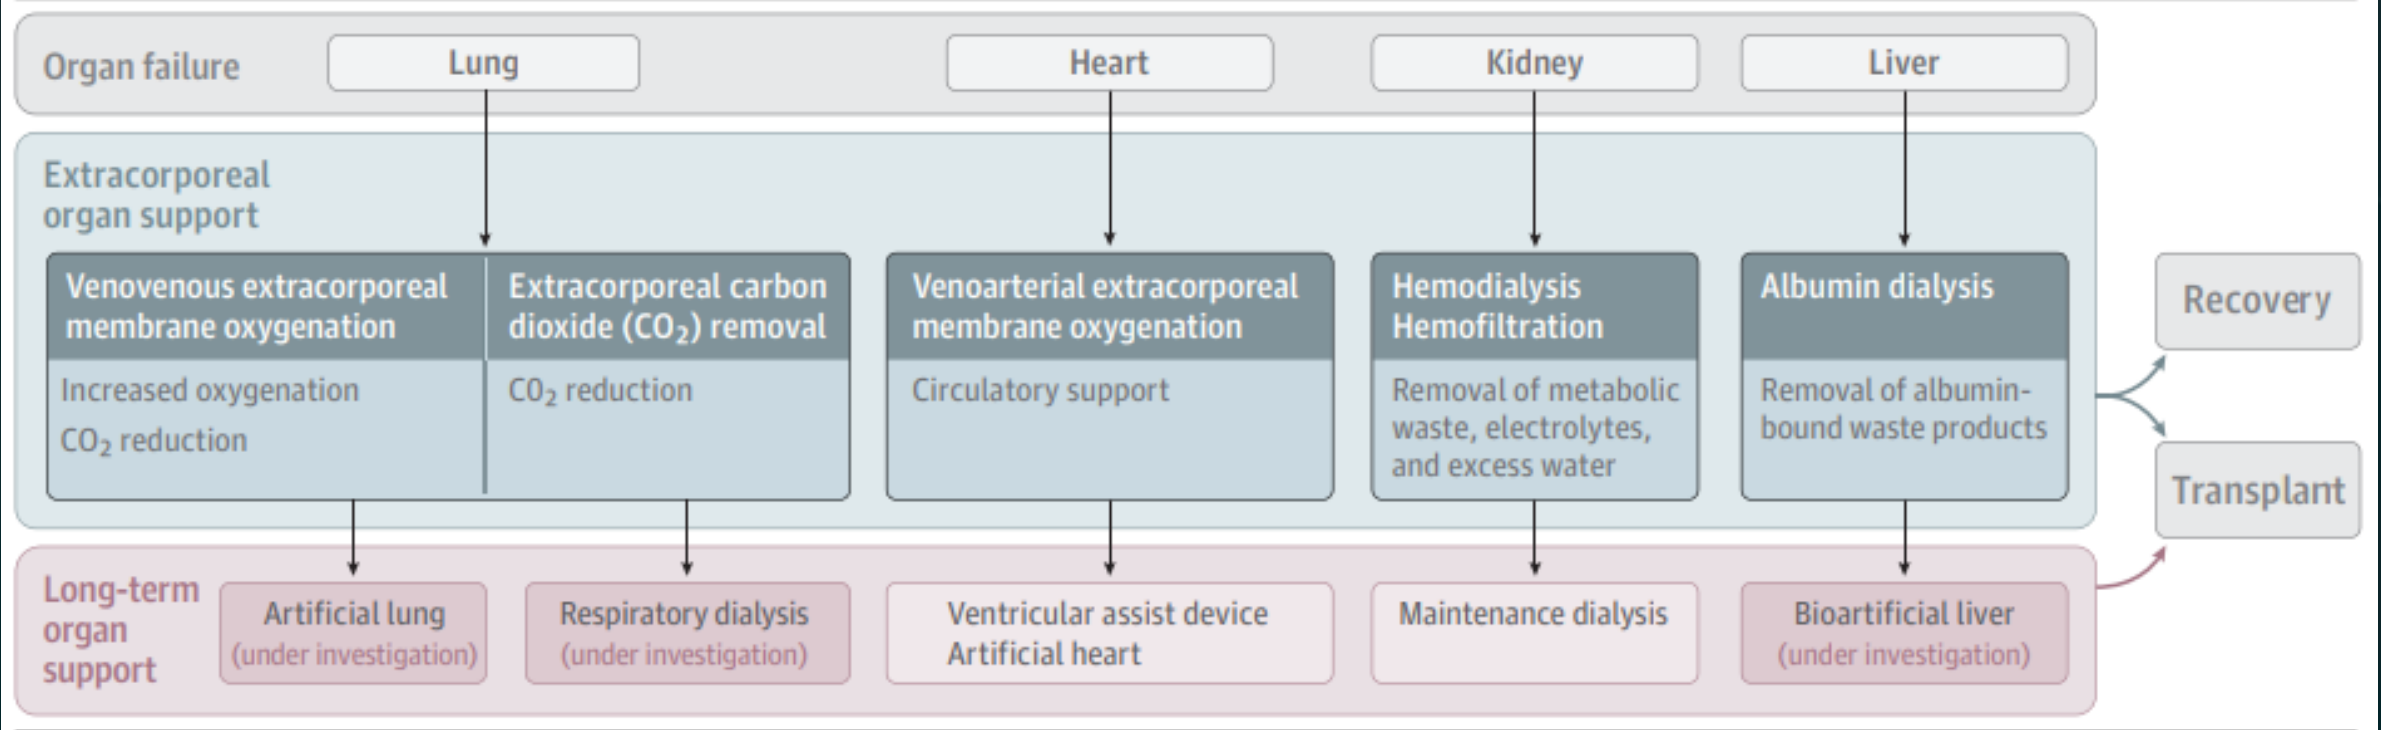 Organ failure
Lung
Heart
Kidney
Liver
Extracorporeal
organ support
Venovenous extracorporeal
membrane oxygenation
Increased oxygenation
CO₂ reduction
Extracorporeal carbon
dioxide (CO₂) removal
CO₂ reduction
Venoarterial extracorporeal
membrane oxygenation
Circulatory support
Hemodialysis
Hemofiltration
Removal of metabolic
waste, electrolytes,
and excess water
Albumin dialysis
Removal of albumin-
bound waste products
Recovery
Transplant
Long-term
organ
support
Artificial lung
(under investigation)
Respiratory dialysis
(under investigation)
Ventricular assist device
Artificial heart
Maintenance dialysis
Bioartificial liver
(under investigation)